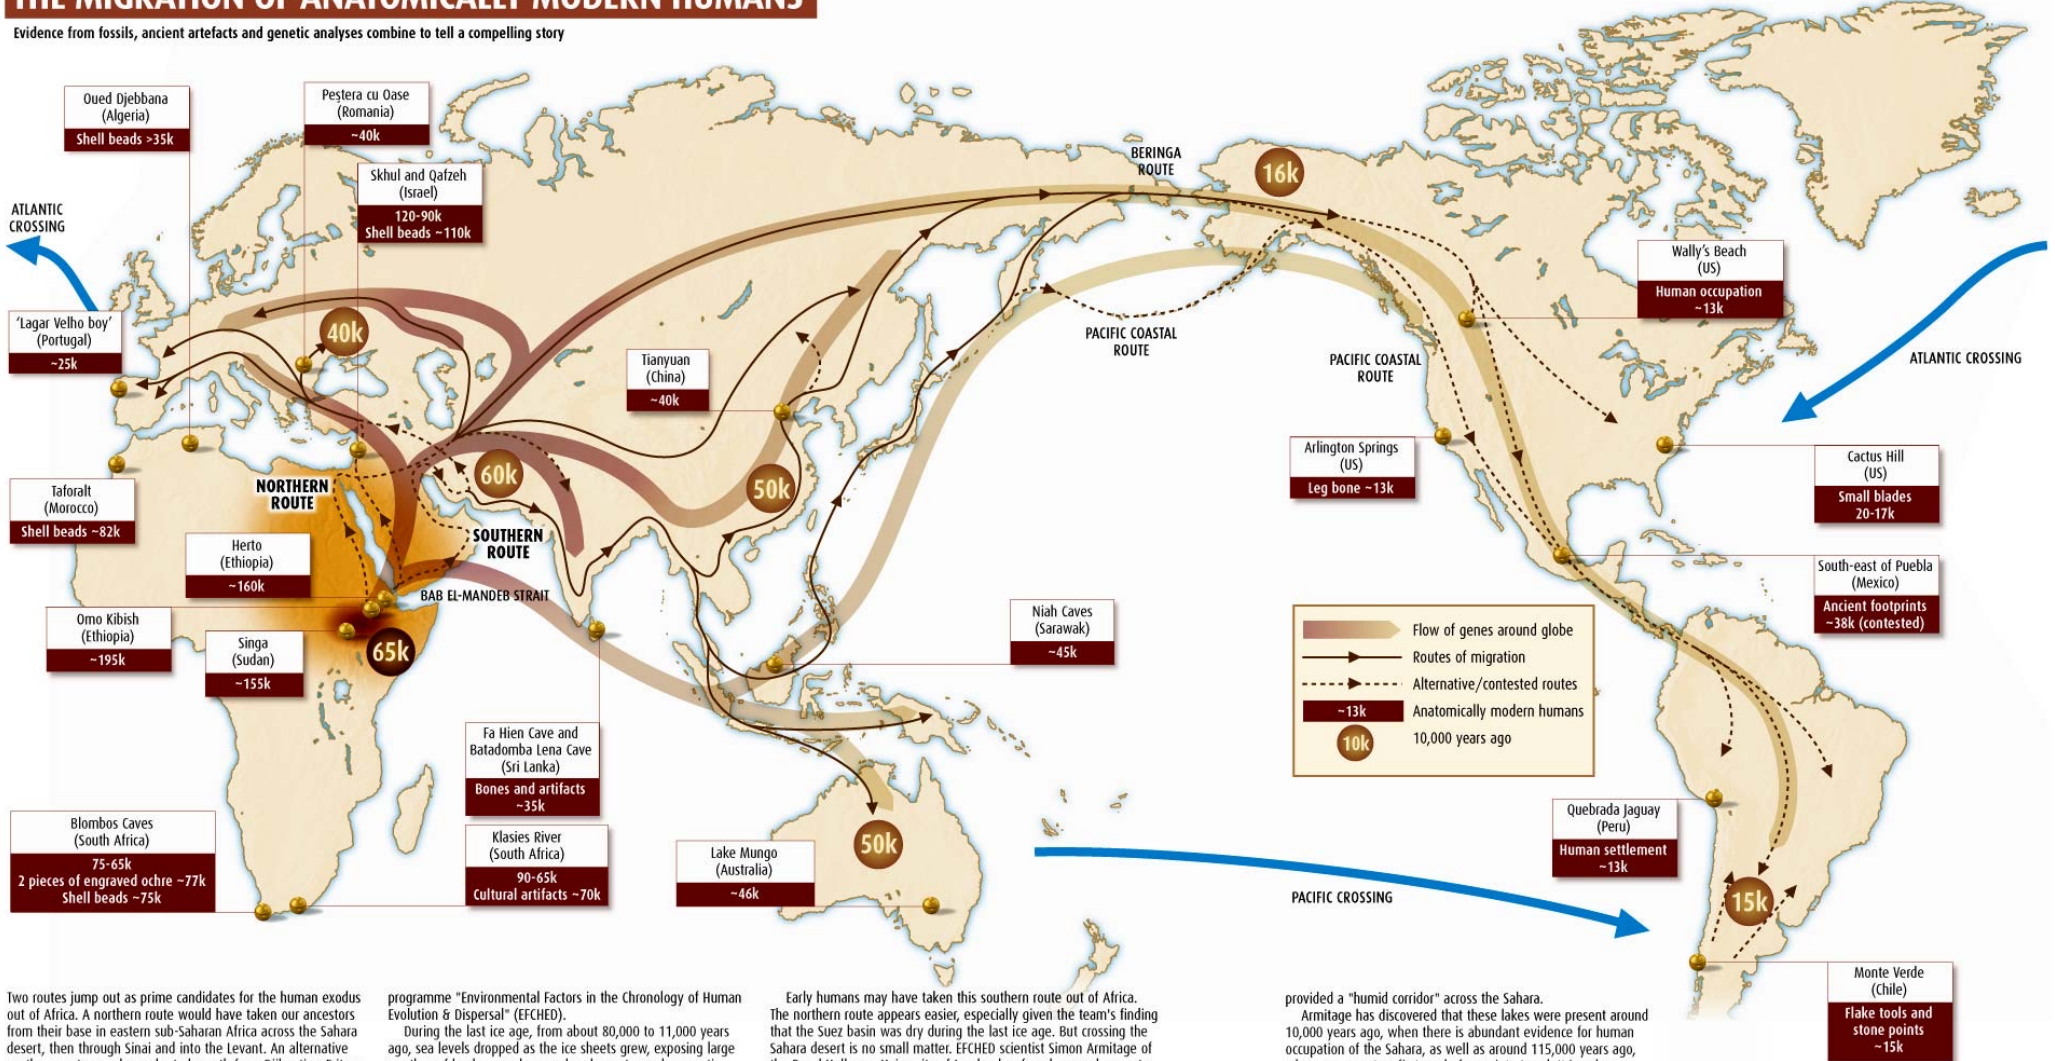 THE MIGRATION OF ANATOMICALLY MODERN HUMANS
Evidence from fossils, ancient artefacts and genetic analyses combine to tell a compelling story
Oued Djebbana
(Algeria)
Shell beads >35k
Peştera cu Oase
(Romania)
~40k
Skhul and Qafzeh
(Israel)
120-90k
Shell beads ~110k
ATLANTIC
CROSSING
'Lagar Velho boy'
(Portugal)
~25k
40k
BERINGA
ROUTE
16k
Wally's Beach
(US)
Human occupation
~13k
PACIFIC COASTAL
ROUTE
PACIFIC COASTAL
ROUTE
ATLANTIC CROSSING
Tianyuan
(China)
~40k
Taforalt
(Morocco)
Shell beads ~82k
NORTHERN
ROUTE
60k
50k
SOUTHERN
ROUTE
Arlington Springs
(US)
Leg bone ~13k
Cactus Hill
(US)
Small blades
20-17k
Herto
(Ethiopia)
~160k
BAB EL-MANDEB STRAIT
South-east of Puebla
(Mexico)
Ancient footprints
~38k (contested)
Omo Kibish
(Ethiopia)
~195k
Singa
(Sudan)
~155k
65k
Niah Caves
(Sarawak)
~45k
Flow of genes around globe
Routes of migration
Alternative/contested routes
~13k Anatomically modern humans
10k 10,000 years ago
Fa Hien Cave and
Batadomba Lena Cave
(Sri Lanka)
Bones and artifacts
~35k
Blombos Caves
(South Africa)
75-65k
2 pieces of engraved ochre ~77k
Shell beads ~75k
Klasies River
(South Africa)
90-65k
Cultural artifacts ~70k
Lake Mungo
(Australia)
~46k
50k
PACIFIC CROSSING
Quebrada Jaguay
(Peru)
Human settlement
~13k
15k
Monte Verde
(Chile)
Flake tools and
stone points
~15k
Two routes jump out as prime candidates for the human exodus
out of Africa. A northern route would have taken our ancestors
from their base in eastern sub-Saharan Africa across the Sahara
desert, then through Sinai and into the Levant. An alternative
programme "Environmental Factors in the Chronology of Human
Evolution & Dispersal" (EFCHED).
During the last ice age, from about 80,000 to 11,000 years
ago, sea levels dropped as the ice sheets grew, exposing large
Early humans may have taken this southern route out of Africa.
The northern route appears easier, especially given the team's finding
that the Suez basin was dry during the last ice age. But crossing the
Sahara desert is no small matter. EFCHED scientist Simon Armitage of
provided a "humid corridor" across the Sahara.
Armitage has discovered that these lakes were present around
10,000 years ago, when there is abundant evidence for human
occupation of the Sahara, as well as around 115,000 years ago,